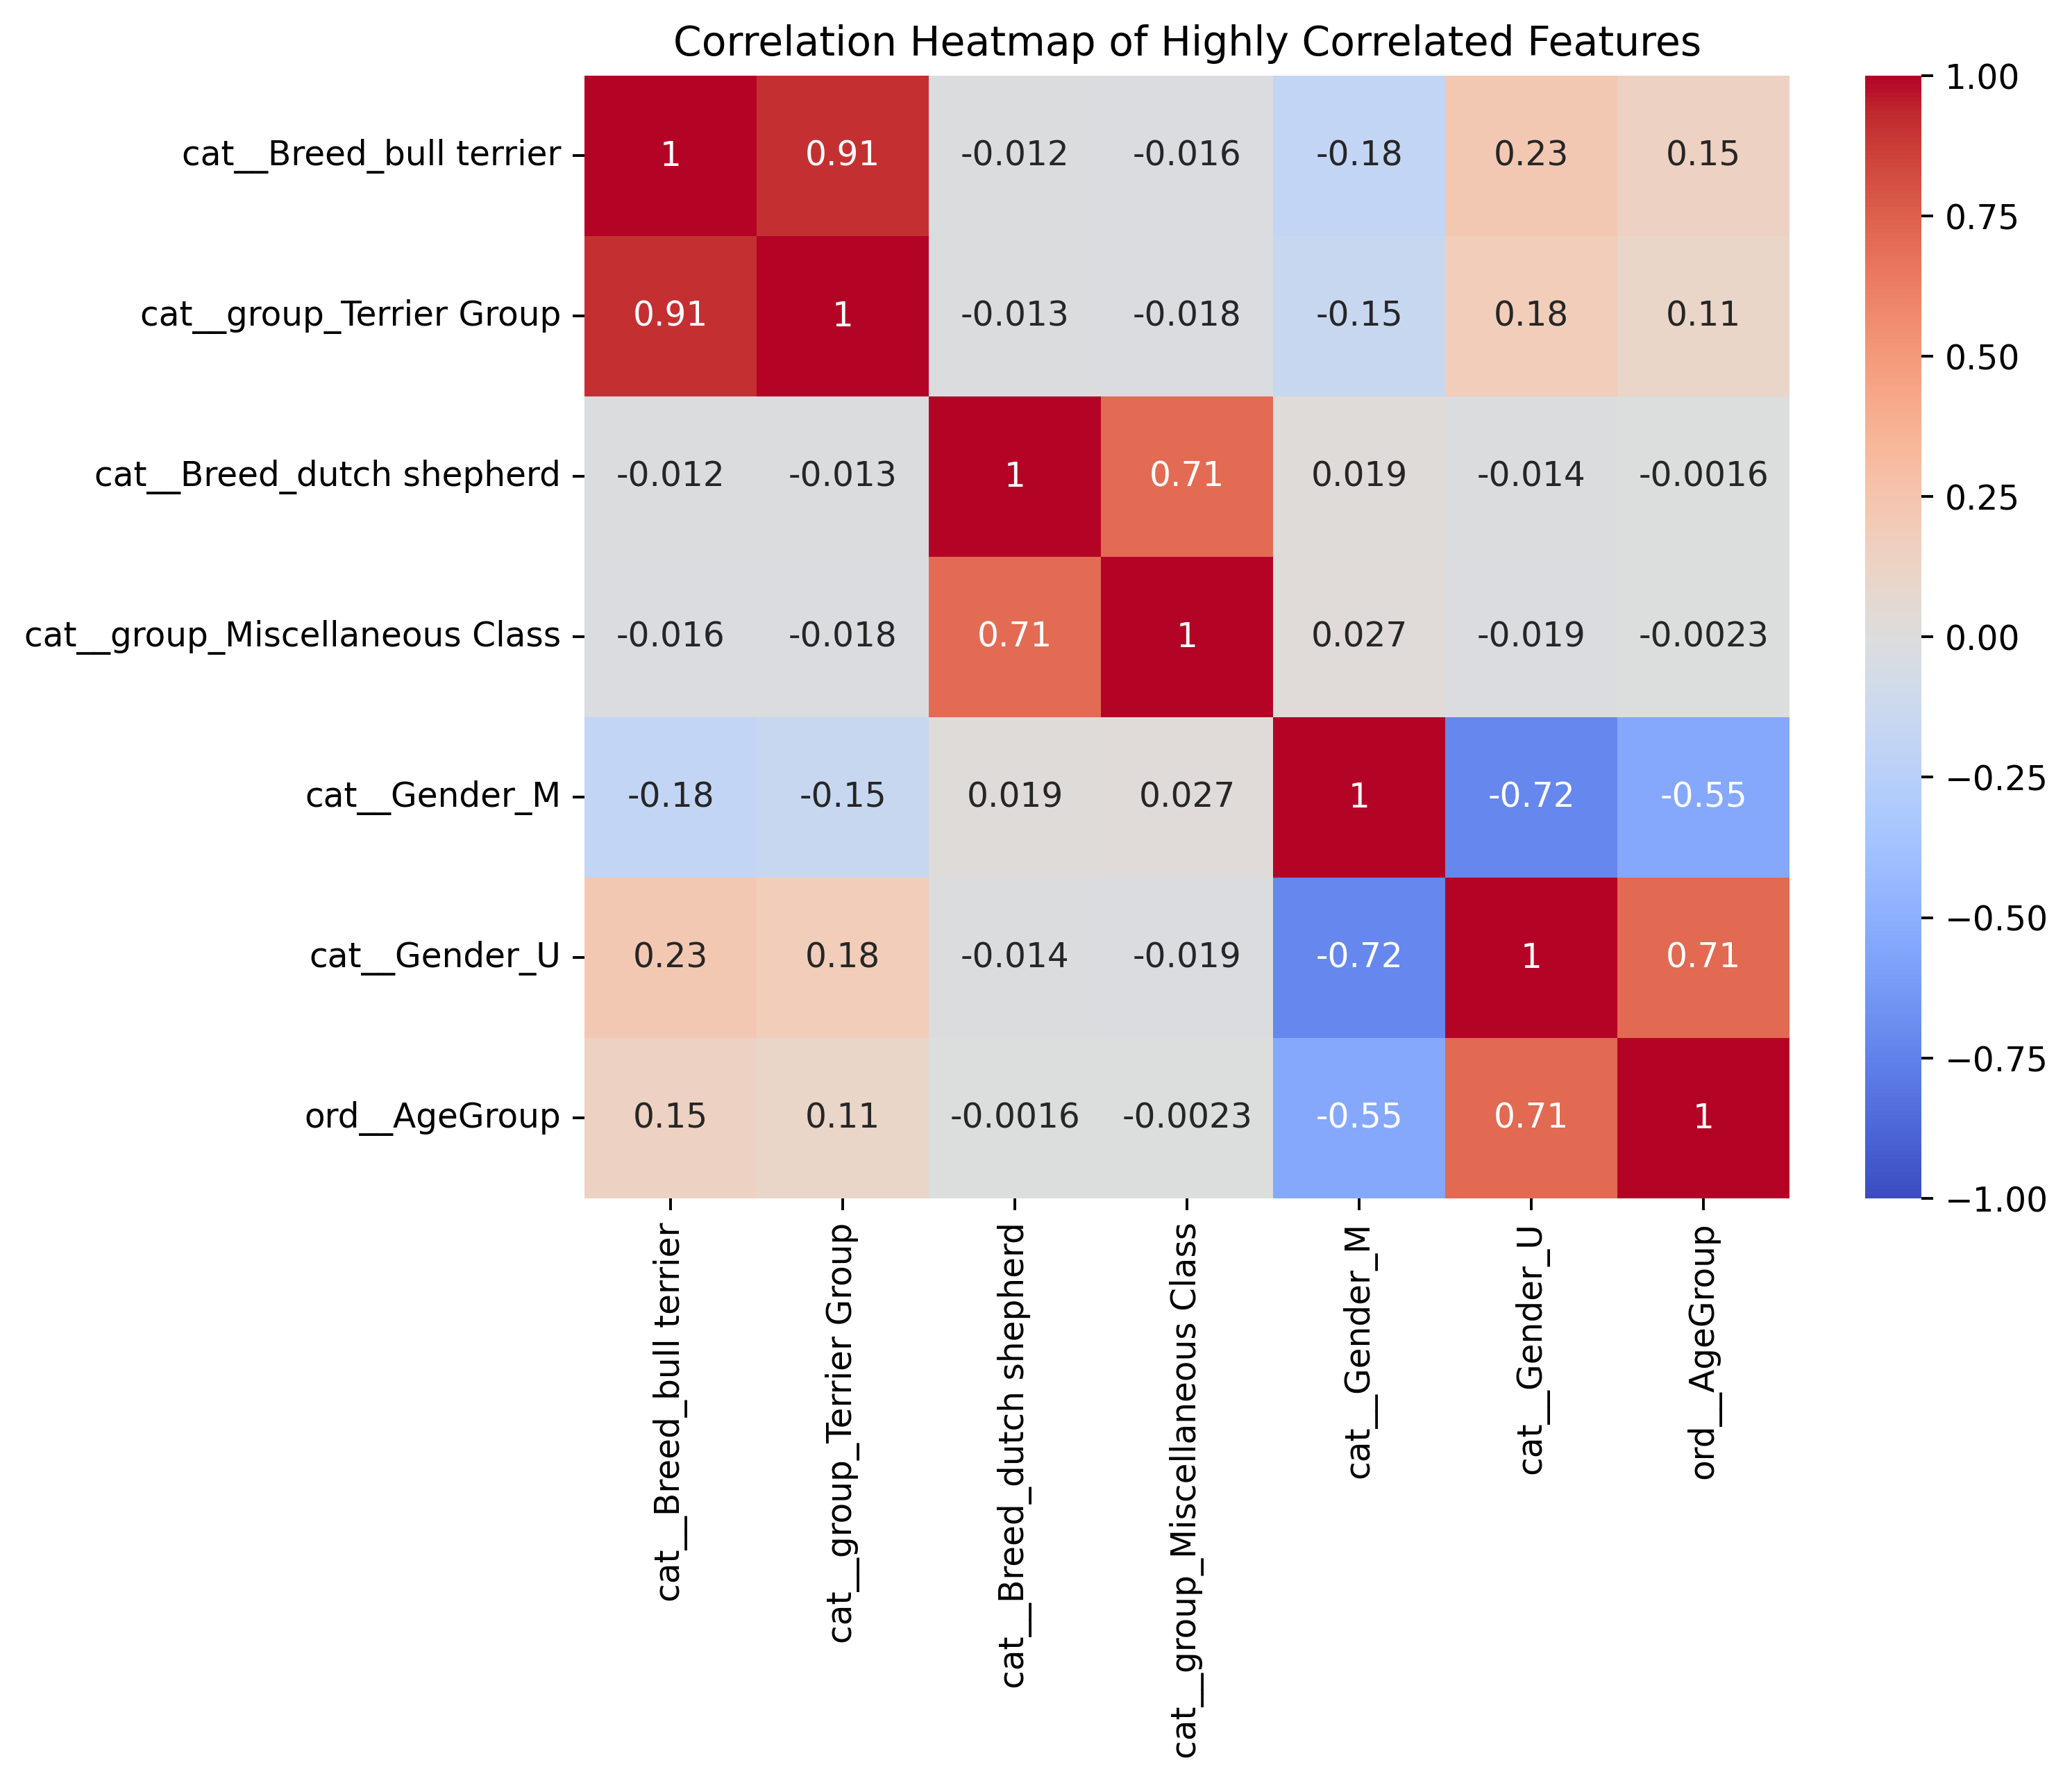 Correlation Heatmap of Highly Correlated Features
cat__Breed_bull terrier 1 0.91 -0.012 -0.016 -0.18 0.23 0.15
cat__group_Terrier Group 0.91 1 -0.013 -0.018 -0.15 0.18 0.11
cat__Breed_dutch shepherd -0.012 -0.013 1 0.71 0.019 -0.014 -0.0016
cat__group_Miscellaneous Class -0.016 -0.018 0.71 1 0.027 -0.019 -0.0023
cat__Gender_M -0.18 -0.15 0.019 0.027 1 -0.72 -0.55
cat__Gender_U 0.23 0.18 -0.014 -0.019 -0.72 1 0.71
ord__AgeGroup 0.15 0.11 -0.0016 -0.0023 -0.55 0.71 1
cat__Breed_bull terrier
cat__group_Terrier Group
cat__Breed_dutch shepherd
cat__group_Miscellaneous Class
cat__Gender_M
cat__Gender_U
ord__AgeGroup
1.00
0.75
0.50
0.25
0.00
−0.25
−0.50
−0.75
−1.00